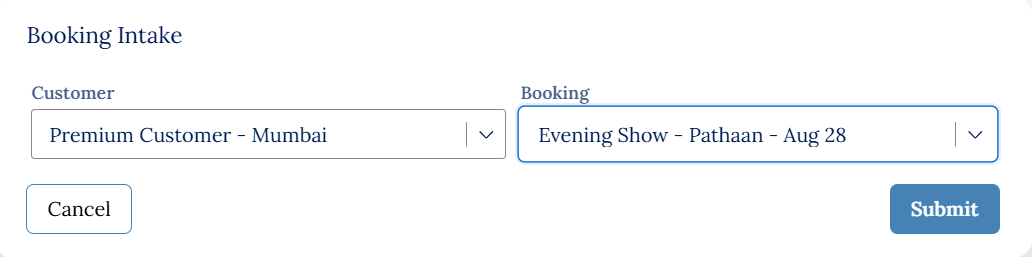 Booking Intake
Customer
Booking
Premium Customer - Mumbai
Evening Show - Pathaan - Aug 28
Cancel
Submit